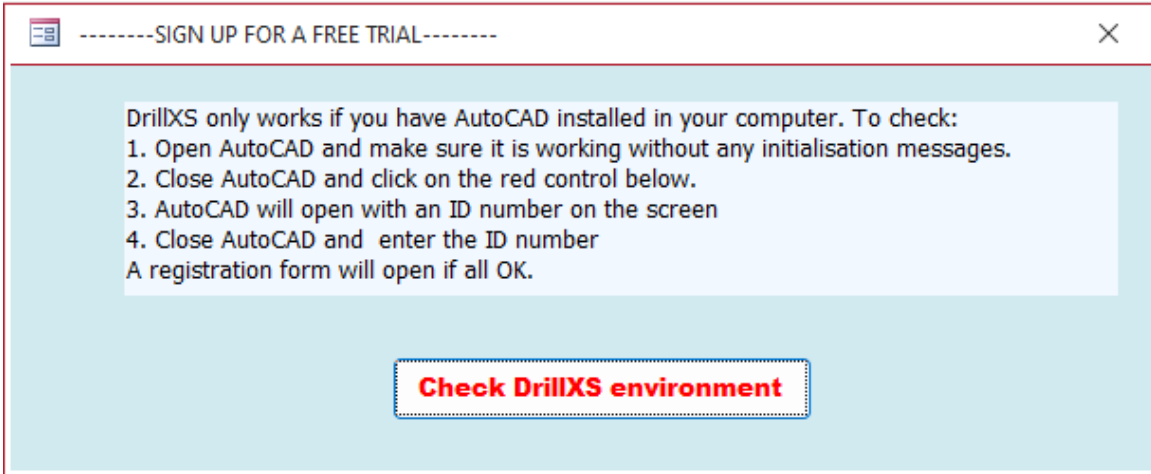 --------SIGN UP FOR A FREE TRIAL--------
DrillXS only works if you have AutoCAD installed in your computer. To check:
1. Open AutoCAD and make sure it is working without any initialisation messages.
2. Close AutoCAD and click on the red control below.
3. AutoCAD will open with an ID number on the screen
4. Close AutoCAD and  enter the ID number
A registration form will open if all OK.
Check DrillXS environment